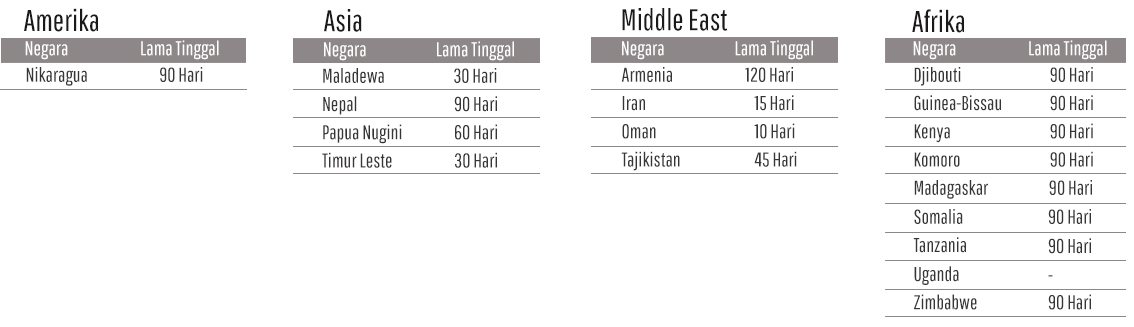 Amerika
Negara Lama Tinggal
Nikaragua 90 Hari
Asia
Negara Lama Tinggal
Maladewa 30 Hari
Nepal 90 Hari
Papua Nugini 60 Hari
Timur Leste 30 Hari
Middle East
Negara Lama Tinggal
Armenia 120 Hari
Iran 15 Hari
Oman 10 Hari
Tajikistan 45 Hari
Afrika
Negara Lama Tinggal
Djibouti 90 Hari
Guinea-Bissau 90 Hari
Kenya 90 Hari
Komoro 90 Hari
Madagaskar 90 Hari
Somalia 90 Hari
Tanzania 90 Hari
Uganda -
Zimbabwe 90 Hari